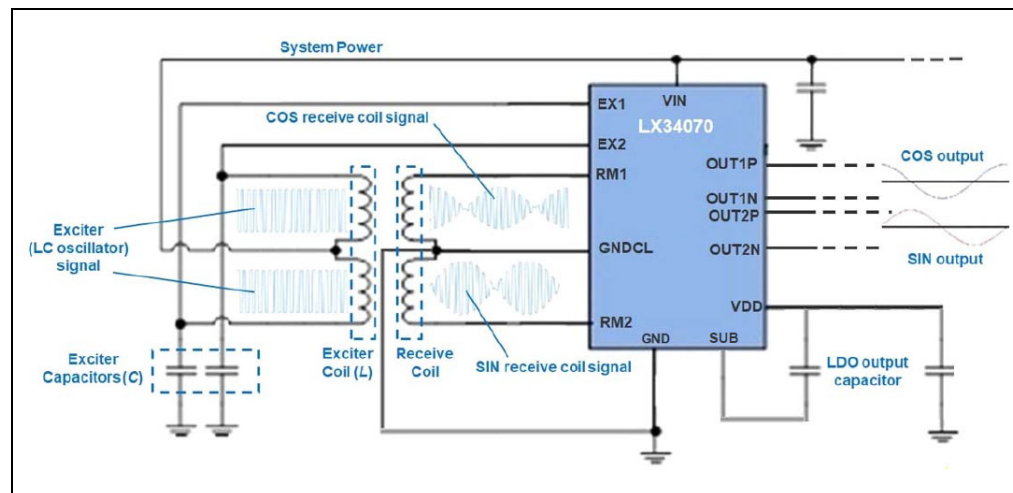 System Power
EX1
VIN
LX34070
COS receive coil signal
EX2
RM1
OUT1P
COS output
OUT1N
OUT2P
Exciter
(LC oscillator)
signal
GNDCL
OUT2N
SIN output
VDD
RM2
GND
SUB
Exciter
Capacitors (C)
Exciter
Coil (L)
Receive
Coil
SIN receive coil signal
LDO output
capacitor